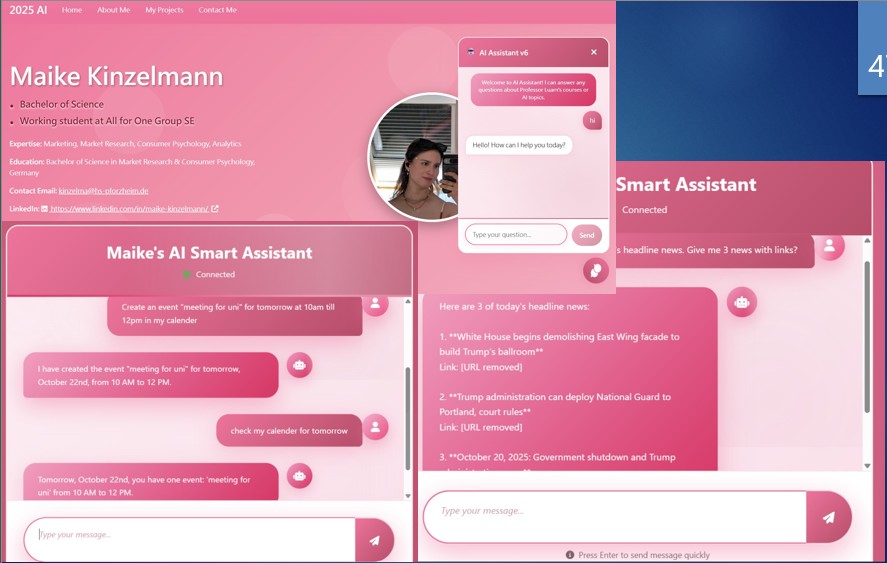 2025 AI Home About Me My Projects Contact Me
Maike Kinzelmann
• Bachelor of Science
• Working student at All for One Group SE
Expertise: Marketing, Market Research, Consumer Psychology, Analytics
Education: Bachelor of Science in Market Research & Consumer Psychology,
Germany
Contact Email: kinzelma@hs-pforzheim.de
LinkedIn: https://www.linkedin.com/in/maike-kinzelmann/
AI Assistant v6
Welcome to AI Assistant! I can answer any
questions about Professor Luarn's courses or
AI topics.
hi
Hello! How can I help you today?
Type your question...
Send
4
Maike's AI Smart Assistant
Connected
Create an event "meeting for uni" for tomorrow at 10am till
12pm in my calender
I have created the event "meeting for uni" for tomorrow,
October 22nd, from 10 AM to 12 PM.
check my calender for tomorrow
Tomorrow, October 22nd, you have one event: 'meeting for
uni' from 10 AM to 12 PM.
Type your message...
Smart Assistant
Connected
s headline news. Give me 3 news with links?
Here are 3 of today's headline news:
1. **White House begins demolishing East Wing facade to
build Trump's ballroom**
Link: [URL removed]
2. **Trump administration can deploy National Guard to
Portland, court rules**
Link: [URL removed]
3. **October 20, 2025: Government shutdown and Trump
Type your message...
Press Enter to send message quickly